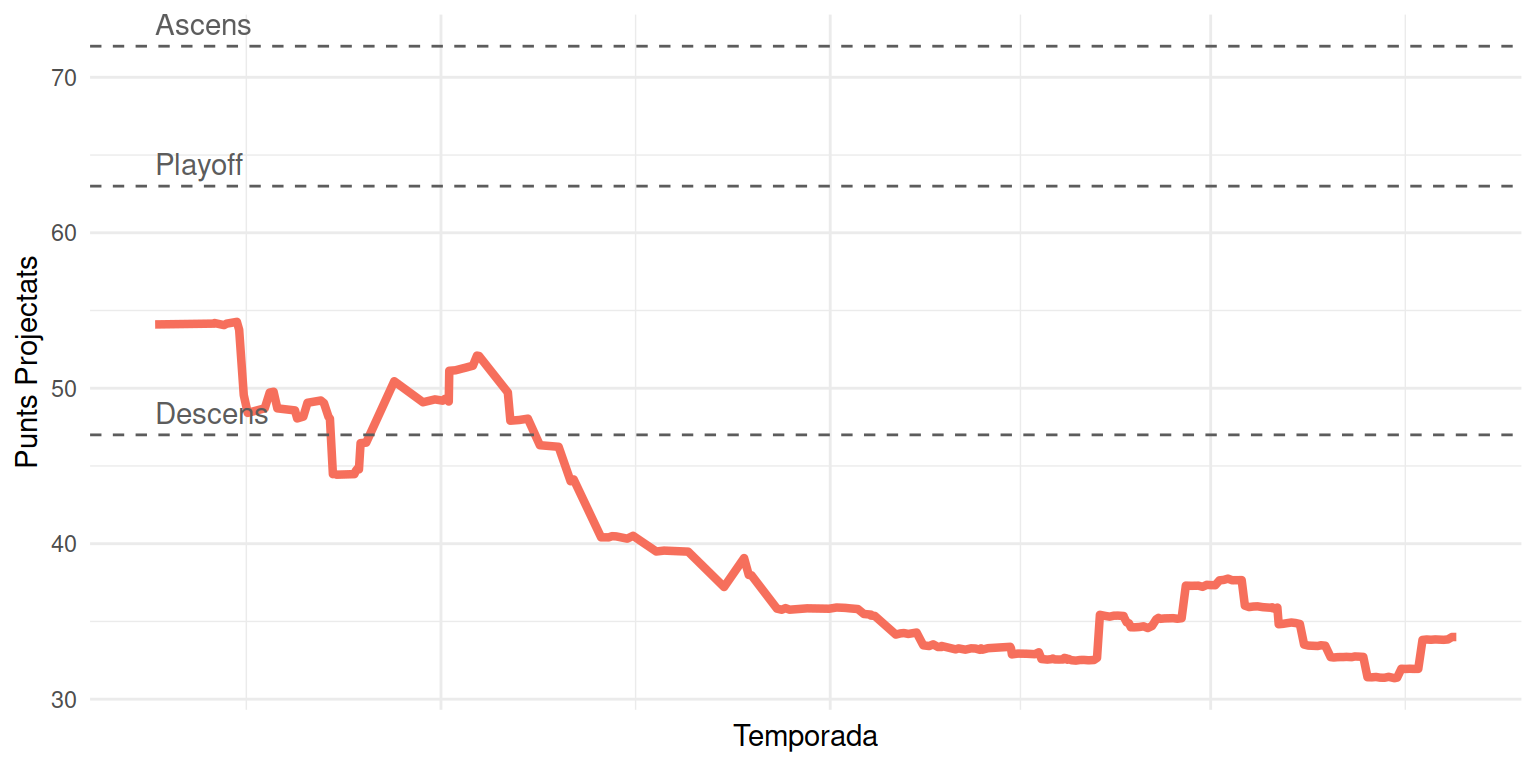 Ascens
70
Playoff
60
50
Descens
40
30
Punts Projectats
Temporada